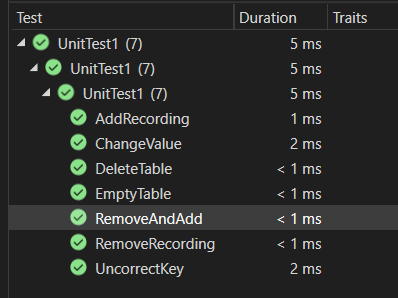 Test Duration Traits
UnitTest1 (7) 5 ms
UnitTest1 (7) 5 ms
UnitTest1 (7) 5 ms
AddRecording 1 ms
ChangeValue 2 ms
DeleteTable < 1 ms
EmptyTable < 1 ms
RemoveAndAdd < 1 ms
RemoveRecording < 1 ms
UncorrectKey 2 ms